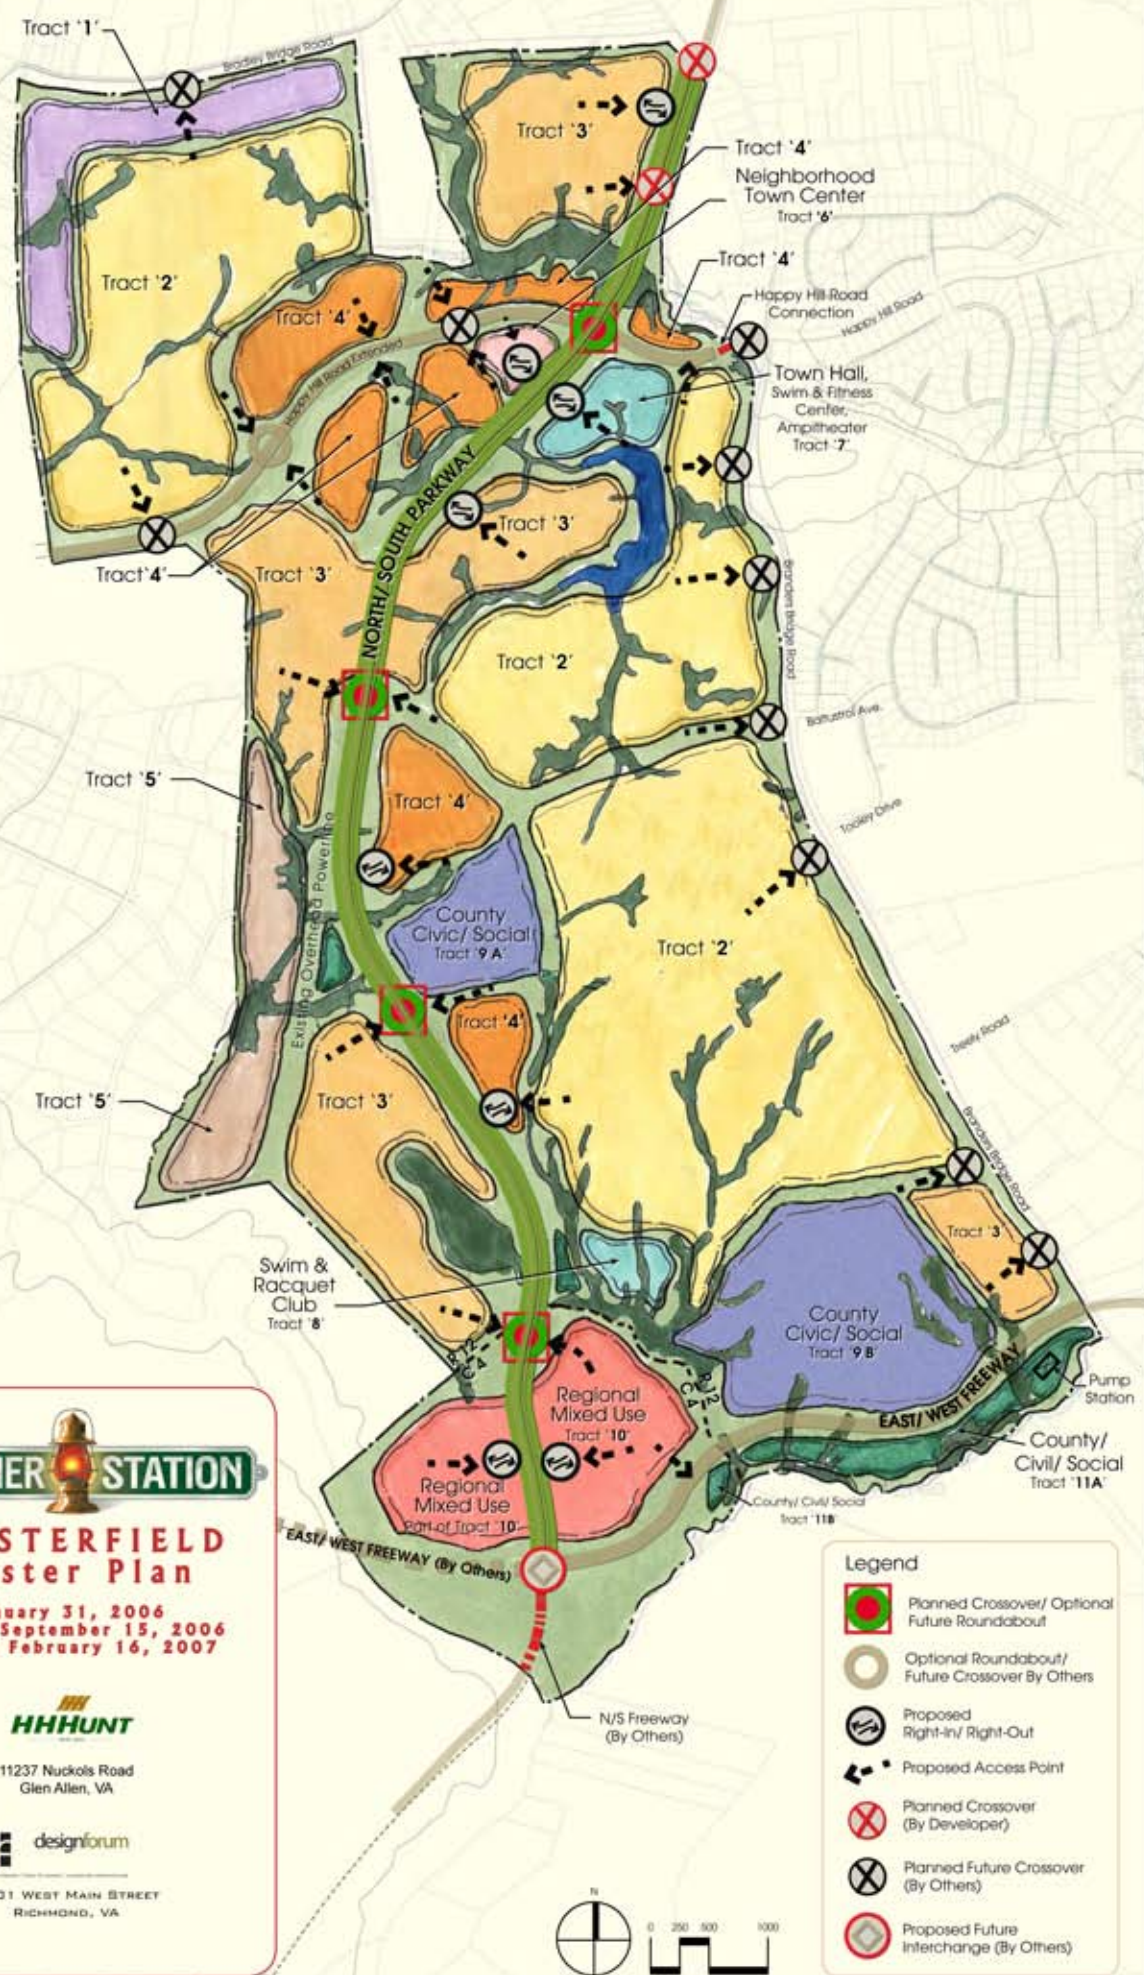 Tract '1'
Bradley Bridge Road
Tract '3'
Tract '4'
Neighborhood
Town Center
Tract '6'
Tract '2'
Tract '4'
Tract '4'
Happy Hill Road
Connection
Happy Hill Road
Happy Hill Road Extended
Town Hall,
Swim & Fitness
Center,
Ampitheater
Tract '7'
NORTH/ SOUTH PARKWAY
Tract '3'
Tract '4'
Tract '3'
Branders Bridge Road
Tract '2'
Battustrol Ave.
Tract '5'
Tract '4'
Tooley Drive
Existing Overhead Powerline
County
Civic/ Social
Tract '9 A'
Tract '2'
Tract '4'
Treely Road
Tract '5'
Tract '3'
Branders Bridge Road
Tract '3'
Swim &
Racquet
Club
Tract '8'
County
Civic/ Social
Tract '9 B'
R-12
C-4
R-12
C-4
Regional
Mixed Use
Tract '10'
Pump
Station
EAST/ WEST FREEWAY
County/
Civil/ Social
Tract '11A'
Regional
Mixed Use
Part of Tract '10'
County/ Civil/ Social
Tract '11B'
EAST/ WEST FREEWAY (By Others)
N/S Freeway
(By Others)
ER STATION
STERFIELD
ster Plan
uary 31, 2006
September 15, 2006
February 16, 2007
HHHUNT
11237 Nuckols Road
Glen Allen, VA
designforum
01 WEST MAIN STREET
RICHMOND, VA
N
0 250 500 1000
Legend
Planned Crossover/ Optional
Future Roundabout
Optional Roundabout/
Future Crossover By Others
Proposed
Right-In/ Right-Out
Proposed Access Point
Planned Crossover
(By Developer)
Planned Future Crossover
(By Others)
Proposed Future
Interchange (By Others)